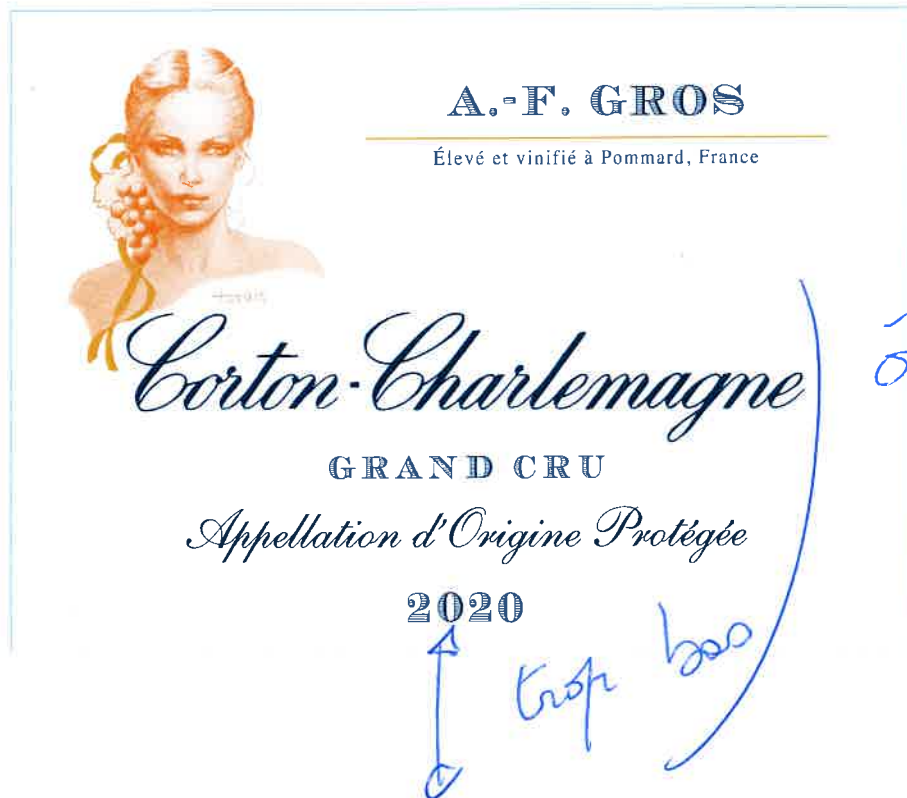 A.-F. GROS
Élevé et vinifié à Pommard, France
Corton-Charlemagne
GRAND CRU
Appellation d'Origine Protégée
2020
trop bas